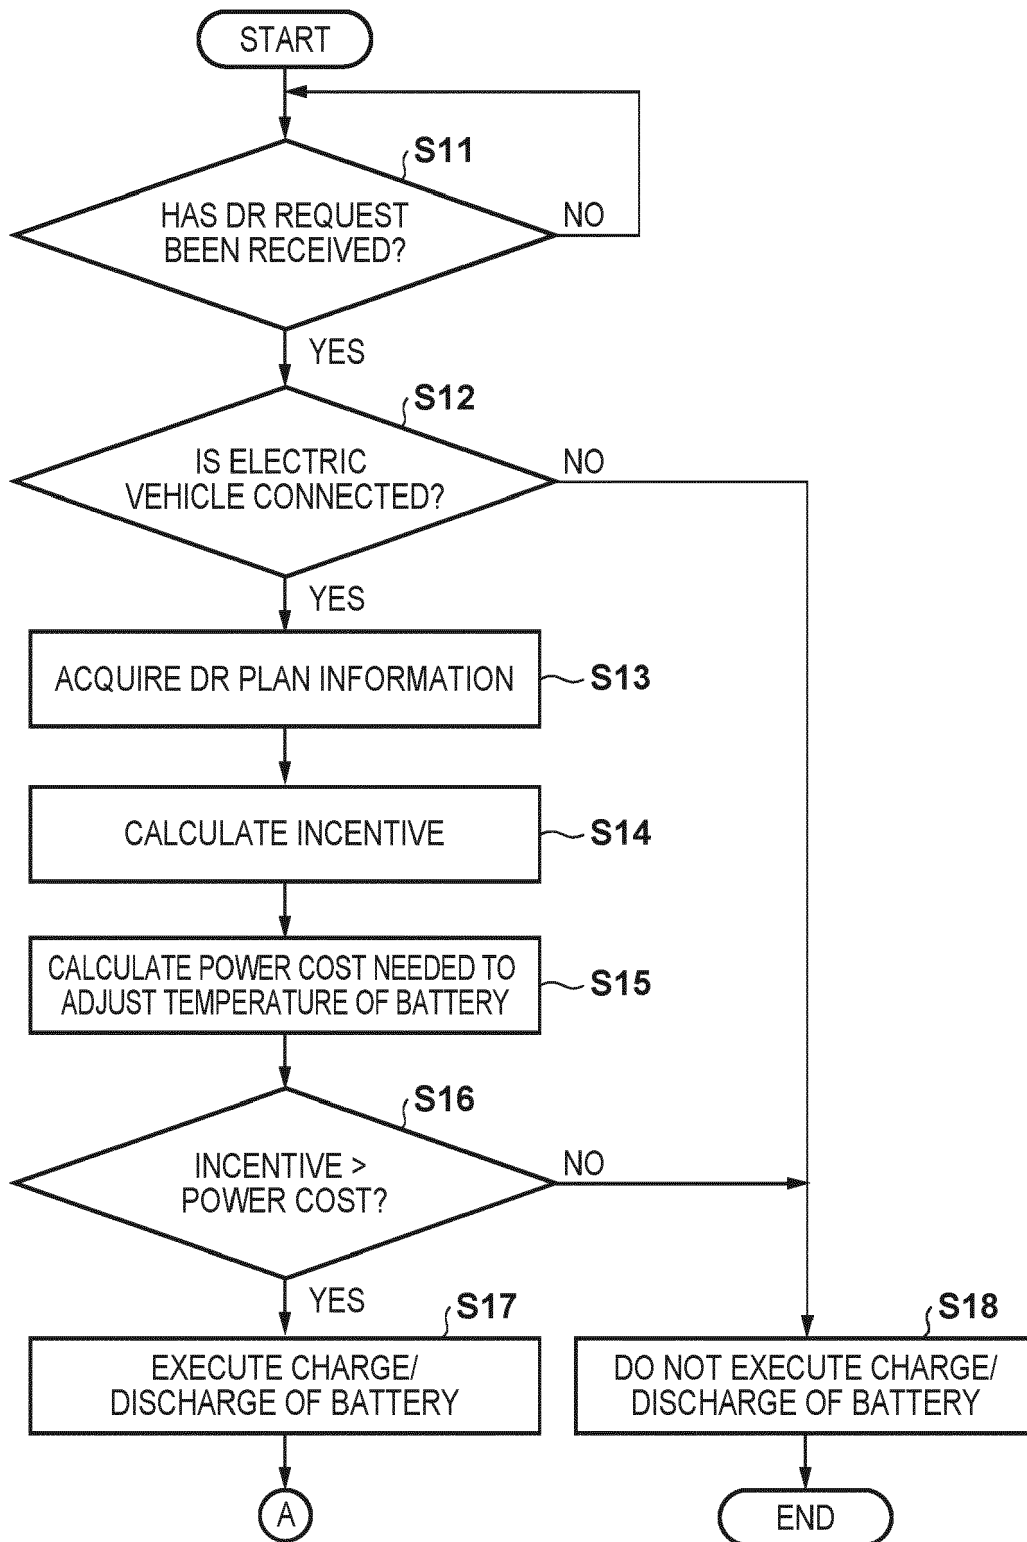 START
S11
HAS DR REQUEST
BEEN RECEIVED?
NO
YES
S12
IS ELECTRIC
VEHICLE CONNECTED?
NO
YES
ACQUIRE DR PLAN INFORMATION
S13
CALCULATE INCENTIVE
S14
CALCULATE POWER COST NEEDED TO
ADJUST TEMPERATURE OF BATTERY
S15
S16
INCENTIVE >
POWER COST?
NO
YES
S17
EXECUTE CHARGE/
DISCHARGE OF BATTERY
S18
DO NOT EXECUTE CHARGE/
DISCHARGE OF BATTERY
A
END